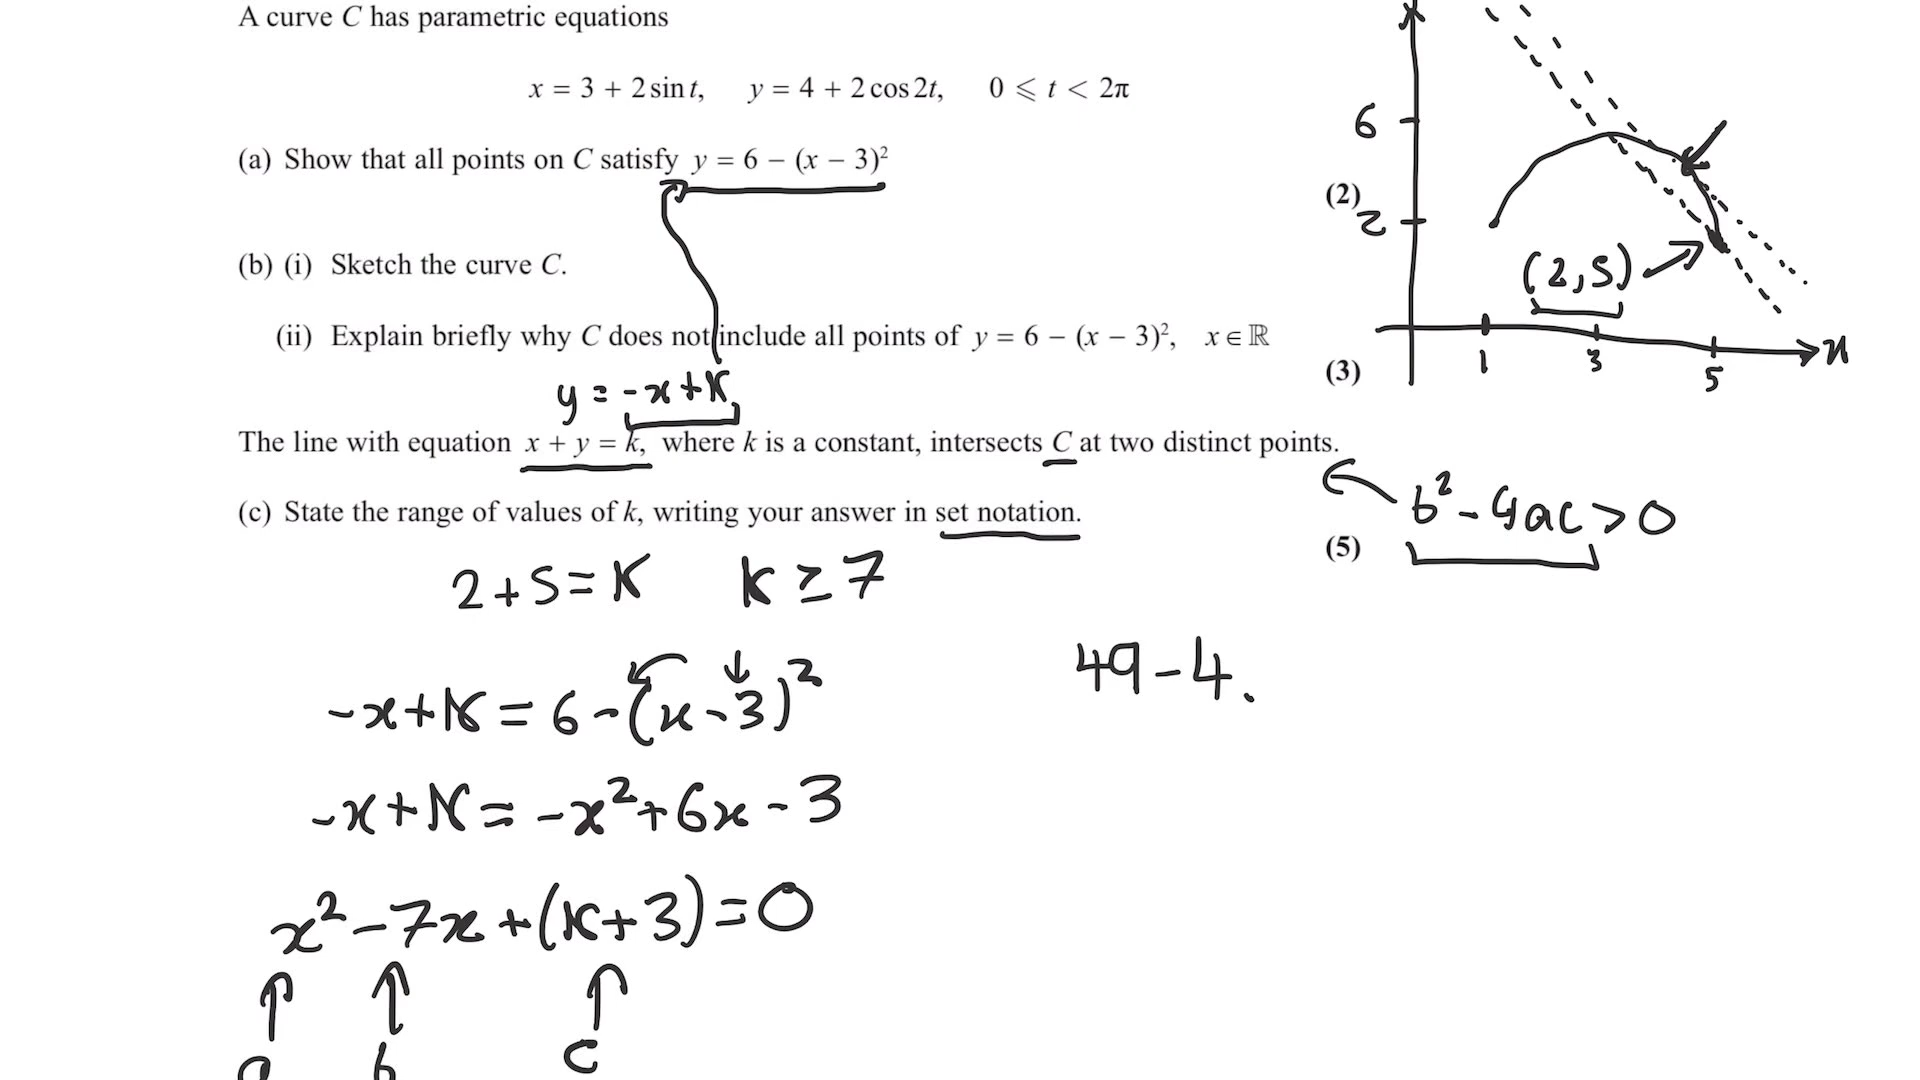 A curve C has parametric equations
x = 3 + 2 sin t, y = 4 + 2 cos 2t, 0 ⩽ t < 2π
(a) Show that all points on C satisfy y = 6 − (x − 3)²
(2)
(b) (i) Sketch the curve C.
(ii) Explain briefly why C does not include all points of y = 6 − (x − 3)², x ∈ ℝ
(3)
y = -x+k
The line with equation x + y = k, where k is a constant, intersects C at two distinct points.
(c) State the range of values of k, writing your answer in set notation.
(5)
2+5=K K ≥ 7
-x+K = 6-(x-3)²
-x+K = -x²+6x-3
x²-7x+(K+3)=0
a b c
6
2
(2,5)
1 3 5 x
b²-4ac>0
49-4.